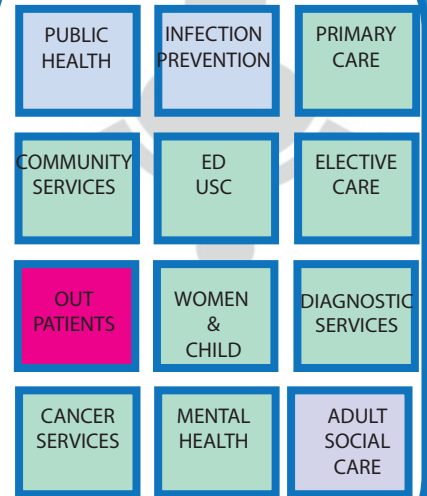 PUBLIC
HEALTH
INFECTION
PREVENTION
PRIMARY
CARE
COMMUNITY
SERVICES
ED
USC
ELECTIVE
CARE
OUT
PATIENTS
WOMEN
&
CHILD
DIAGNOSTIC
SERVICES
CANCER
SERVICES
MENTAL
HEALTH
ADULT
SOCIAL
CARE